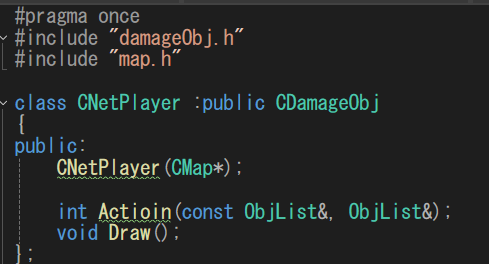 #pragma once
#include "damageObj.h"
#include "map.h"
class CNetPlayer :public CDamageObj
{
public:
CNetPlayer(CMap*);
int Actioin(const ObjList&, ObjList&);
void Draw();
};